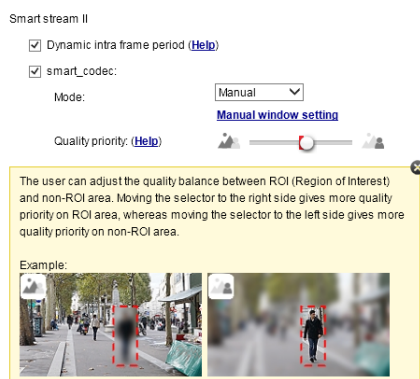 Smart stream II
Dynamic intra frame period (Help)
smart_codec:
Mode:
Manual
Manual window setting
Quality priority: (Help)
The user can adjust the quality balance between ROI (Region of Interest)
and non-ROI area. Moving the selector to the right side gives more quality
priority on ROI area, whereas moving the selector to the left side gives more
quality priority on non-ROI area.
Example: